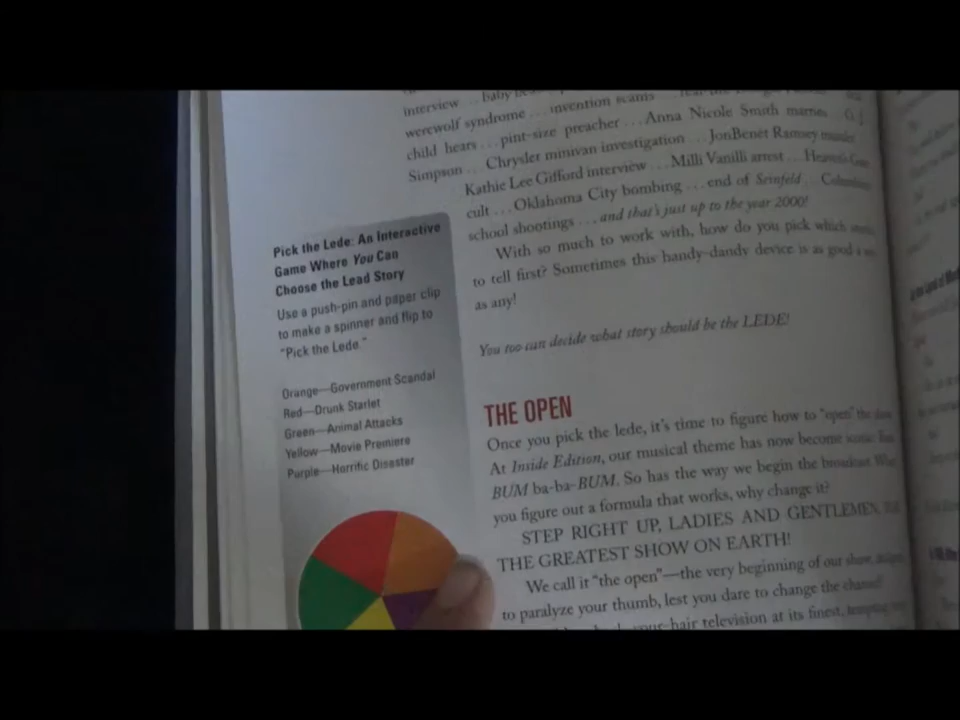 interview
werewolf syndrome . . . invention scams
child hears . . . pint-size preacher . . . Anna Nicole Smith marries
Simpson . . . Chrysler minivan investigation . . . JonBenét Ramsey murder
Kathie Lee Gifford interview . . . Milli Vanilli arrest . . . Heaven's Gate
cult . . . Oklahoma City bombing . . . end of Seinfeld . . . Columbine
school shootings . . . and that's just up to the year 2000!
With so much to work with, how do you pick which
to tell first? Sometimes this handy-dandy device is as good a
as any!
You too can decide what story should be the LEDE!
Pick the Lede: An Interactive
Game Where You Can
Choose the Lead Story
Use a push-pin and paper clip
to make a spinner and flip to
"Pick the Lede."
Orange—Government Scandal
Red—Drunk Starlet
Green—Animal Attacks
Yellow—Movie Premiere
Purple—Horrific Disaster
THE OPEN
Once you pick the lede, it's time to figure how to "open" the
At Inside Edition, our musical theme has now become iconic:
BUM ba-ba-BUM. So has the way we begin the broadcast.
you figure out a formula that works, why change it?
STEP RIGHT UP, LADIES AND GENTLEMEN,
THE GREATEST SHOW ON EARTH!
We call it "the open"—the very beginning of our show,
to paralyze your thumb, lest you dare to change the channel
your-hair television at its finest,